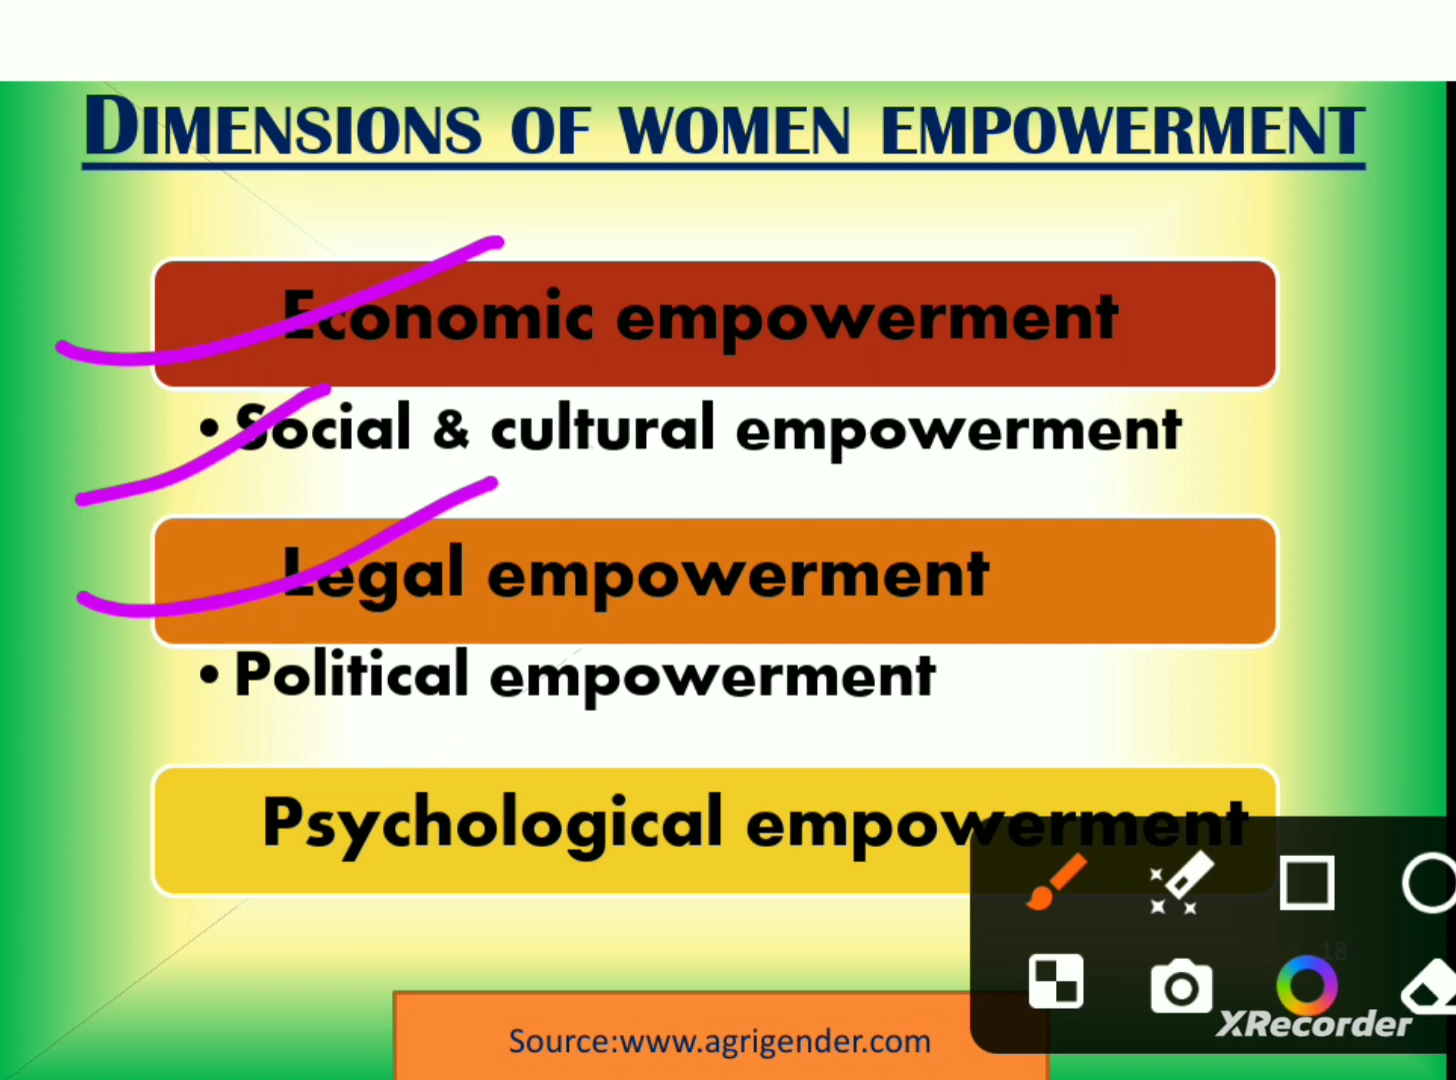 DIMENSIONS OF WOMEN EMPOWERMENT
Economic empowerment
• Social & cultural empowerment
Legal empowerment
• Political empowerment
Psychological empowerment
18
XRecorder
Source:www.agrigender.com